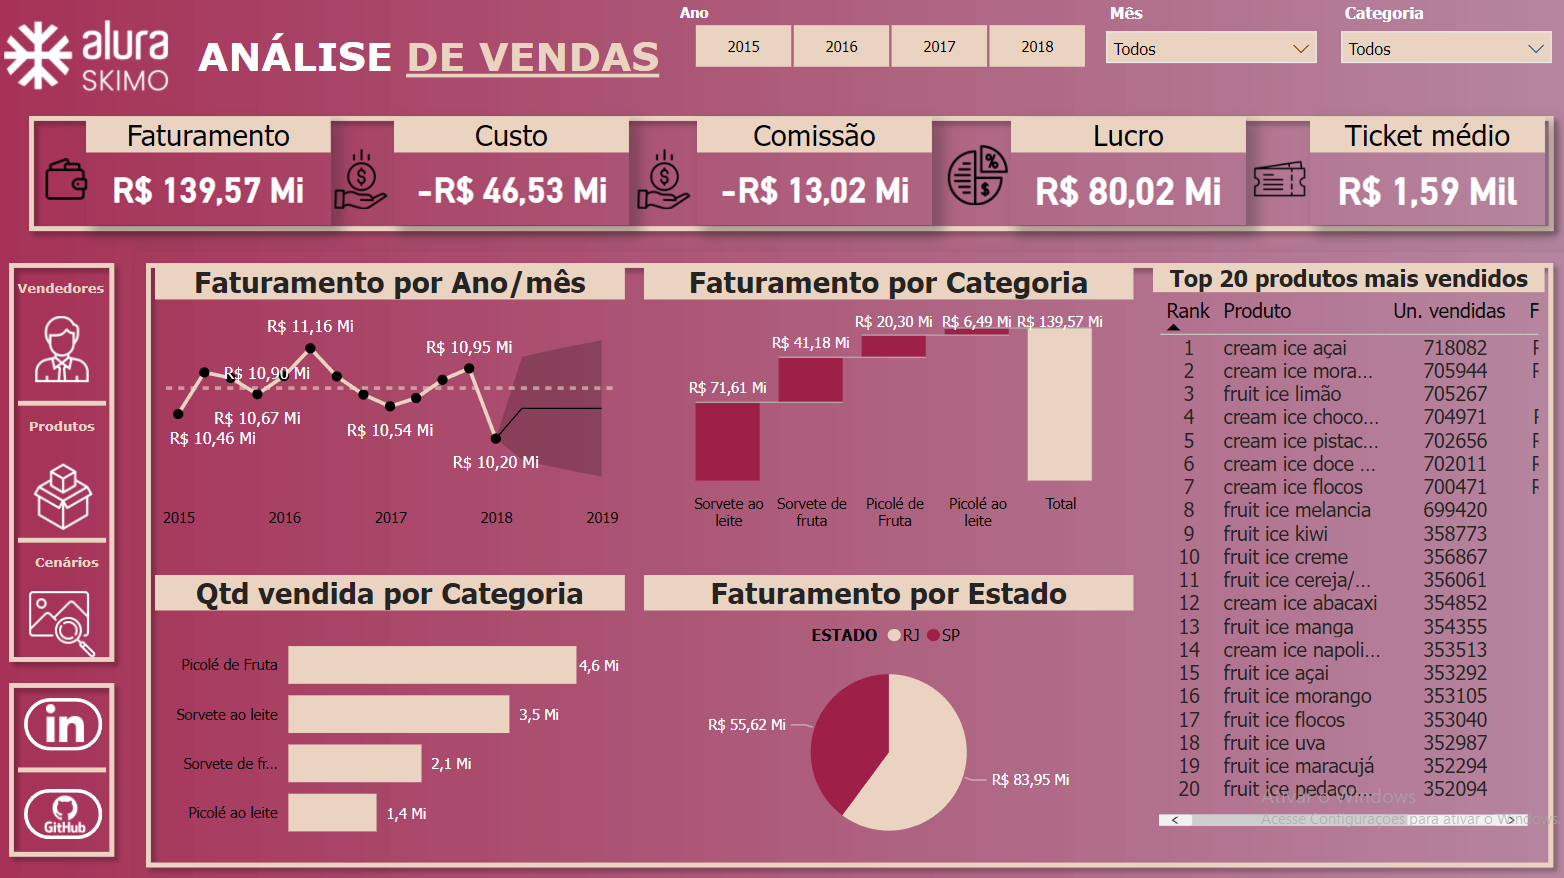 alura
SKIMO
ANÁLISE DE VENDAS
Ano
2015
2016
2017
2018
Mês
Todos
Categoria
Todos
Faturamento
R$ 139,57 Mi
Custo
-R$ 46,53 Mi
Comissão
-R$ 13,02 Mi
Lucro
R$ 80,02 Mi
Ticket médio
R$ 1,59 Mil
Vendedores
Produtos
Cenários
in
GitHub
Faturamento por Ano/mês
R$ 11,16 Mi
R$ 10,95 Mi
R$ 10,90 Mi
R$ 10,67 Mi
R$ 10,46 Mi
R$ 10,54 Mi
R$ 10,20 Mi
2015 2016 2017 2018 2019
Faturamento por Categoria
R$ 71,61 Mi
R$ 41,18 Mi
R$ 20,30 Mi
R$ 6,49 Mi
R$ 139,57 Mi
Sorvete ao
leite
Sorvete de
fruta
Picolé de
Fruta
Picolé ao
leite
Total
Qtd vendida por Categoria
Picolé de Fruta 4,6 Mi
Sorvete ao leite 3,5 Mi
Sorvete de fr... 2,1 Mi
Picolé ao leite 1,4 Mi
Faturamento por Estado
ESTADO RJ SP
R$ 55,62 Mi
R$ 83,95 Mi
Top 20 produtos mais vendidos
Rank Produto Un. vendidas F
1 cream ice açai 718082
2 cream ice mora... 705944
3 fruit ice limão 705267
4 cream ice choco... 704971
5 cream ice pistac... 702656
6 cream ice doce ... 702011
7 cream ice flocos 700471
8 fruit ice melancia 699420
9 fruit ice kiwi 358773
10 fruit ice creme 356867
11 fruit ice cereja/... 356061
12 cream ice abacaxi 354852
13 fruit ice manga 354355
14 cream ice napoli... 353513
15 fruit ice açai 353292
16 fruit ice morango 353105
17 fruit ice flocos 353040
18 fruit ice uva 352987
19 fruit ice maracujá 352294
20 fruit ice pedaço... 352094
Ativar o Windows
Acesse Configurações para ativar o Windows.